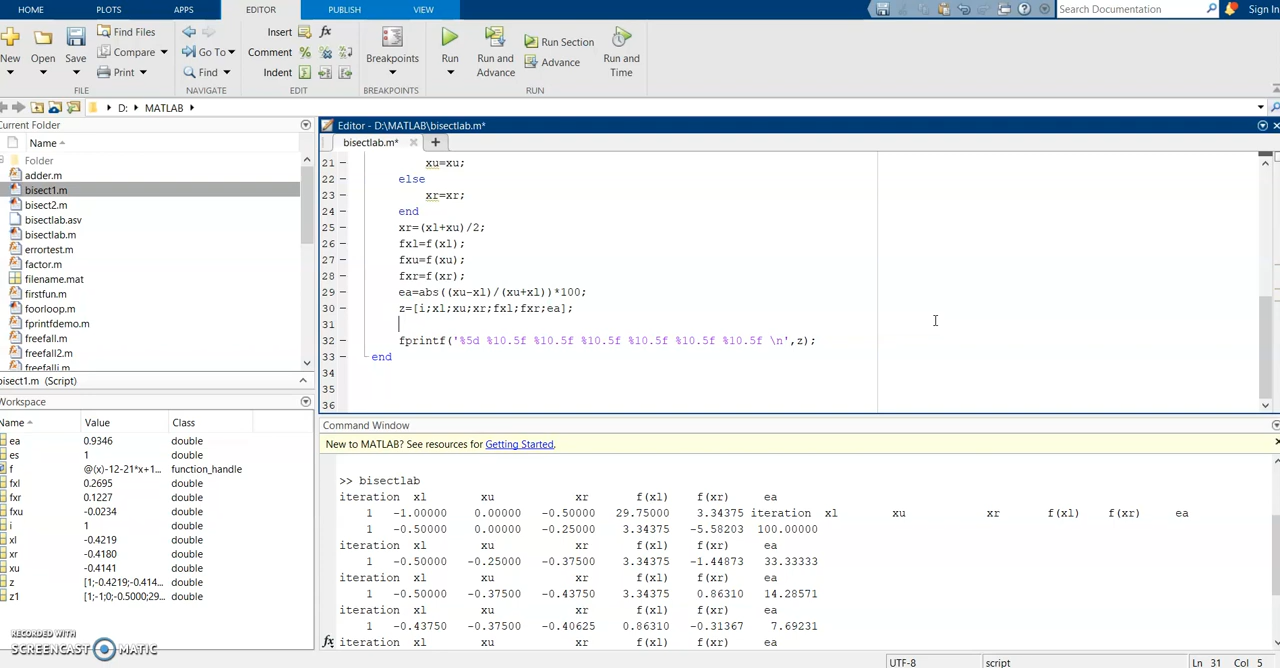 HOME PLOTS APPS EDITOR PUBLISH VIEW Search Documentation Sign In
New Open Save Find Files Compare Print
Go To Find
Insert Comment Indent
Breakpoints Run Run and Advance Run Section Advance Run and Time
FILE NAVIGATE EDIT BREAKPOINTS RUN
D: MATLAB
Current Folder
Name
Folder
adder.m
bisect1.m
bisect2.m
bisectlab.asv
bisectlab.m
errortest.m
factor.m
filename.mat
firstfun.m
foorloop.m
fprintfdemo.m
freefall.m
freefall2.m
freefalli.m
bisect1.m (Script)
Workspace
Name Value Class
ea 0.9346 double
es 1 double
f @(x)-12-21*x+1... function_handle
fxl 0.2695 double
fxr 0.1227 double
fxu -0.0234 double
i 1 double
xl -0.4219 double
xr -0.4180 double
xu -0.4141 double
z [1;-0.4219;-0.414... double
z1 [1;-1;0;-0.5000;29... double
RECORDED WITH
SCREENCAST MATIC
Editor - D:\MATLAB\bisectlab.m*
bisectlab.m*
21 xu=xu;
22 else
23 xr=xr;
24 end
25 xr=(xl+xu)/2;
26 fxl=f(xl);
27 fxu=f(xu);
28 fxr=f(xr);
29 ea=abs((xu-xl)/(xu+xl))*100;
30 z=[i;xl;xu;xr;fxl;fxr;ea];
31
32 fprintf('%5d %10.5f %10.5f %10.5f %10.5f %10.5f %10.5f \n',z);
33 end
34
35
36
Command Window
New to MATLAB? See resources for Getting Started.
>> bisectlab
iteration xl xu xr f(xl) f(xr) ea
1 -1.00000 0.00000 -0.50000 29.75000 3.34375 iteration xl xu xr f(xl) f(xr) ea
1 -0.50000 0.00000 -0.25000 3.34375 -5.58203 100.00000
iteration xl xu xr f(xl) f(xr) ea
1 -0.50000 -0.25000 -0.37500 3.34375 -1.44873 33.33333
iteration xl xu xr f(xl) f(xr) ea
1 -0.50000 -0.37500 -0.43750 3.34375 0.86310 14.28571
iteration xl xu xr f(xl) f(xr) ea
1 -0.43750 -0.37500 -0.40625 0.86310 -0.31367 7.69231
fx iteration xl xu xr f(xl) f(xr) ea
UTF-8 script Ln 31 Col 5